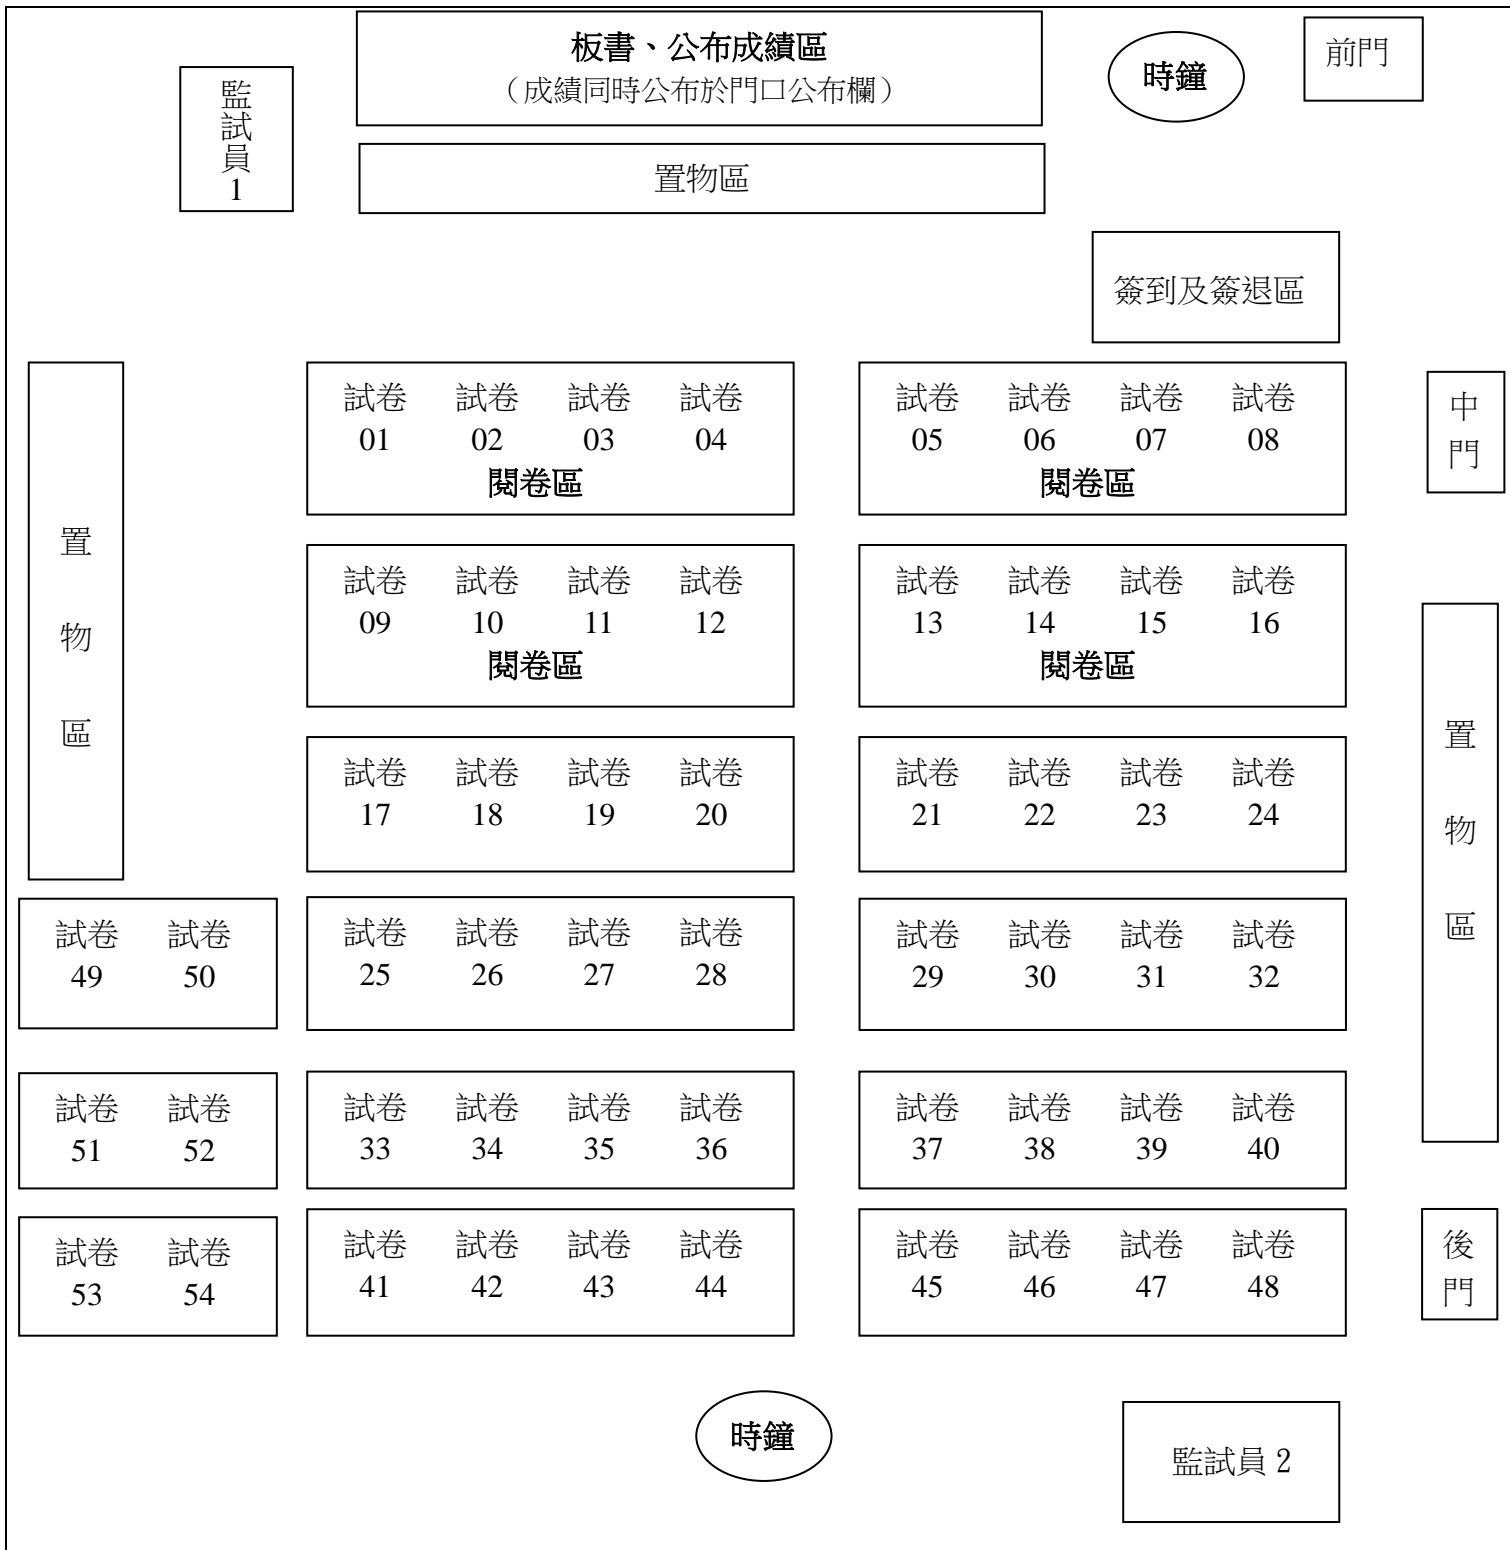 板書、公布成績區
（成績同時公布於門口公布欄）
時鐘
前門
監試員1
置物區
簽到及簽退區
置物區
試卷 試卷 試卷 試卷
01 02 03 04
閱卷區
試卷 試卷 試卷 試卷
05 06 07 08
閱卷區
中門
試卷 試卷 試卷 試卷
09 10 11 12
閱卷區
試卷 試卷 試卷 試卷
13 14 15 16
閱卷區
置物區
試卷 試卷 試卷 試卷
17 18 19 20
試卷 試卷 試卷 試卷
21 22 23 24
試卷 試卷
49 50
試卷 試卷 試卷 試卷
25 26 27 28
試卷 試卷 試卷 試卷
29 30 31 32
試卷 試卷
51 52
試卷 試卷 試卷 試卷
33 34 35 36
試卷 試卷 試卷 試卷
37 38 39 40
試卷 試卷
53 54
試卷 試卷 試卷 試卷
41 42 43 44
試卷 試卷 試卷 試卷
45 46 47 48
後門
時鐘
監試員 2